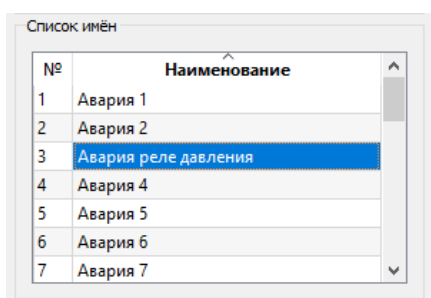 Список имён
№ Наименование
1 Авария 1
2 Авария 2
3 Авария реле давления
4 Авария 4
5 Авария 5
6 Авария 6
7 Авария 7